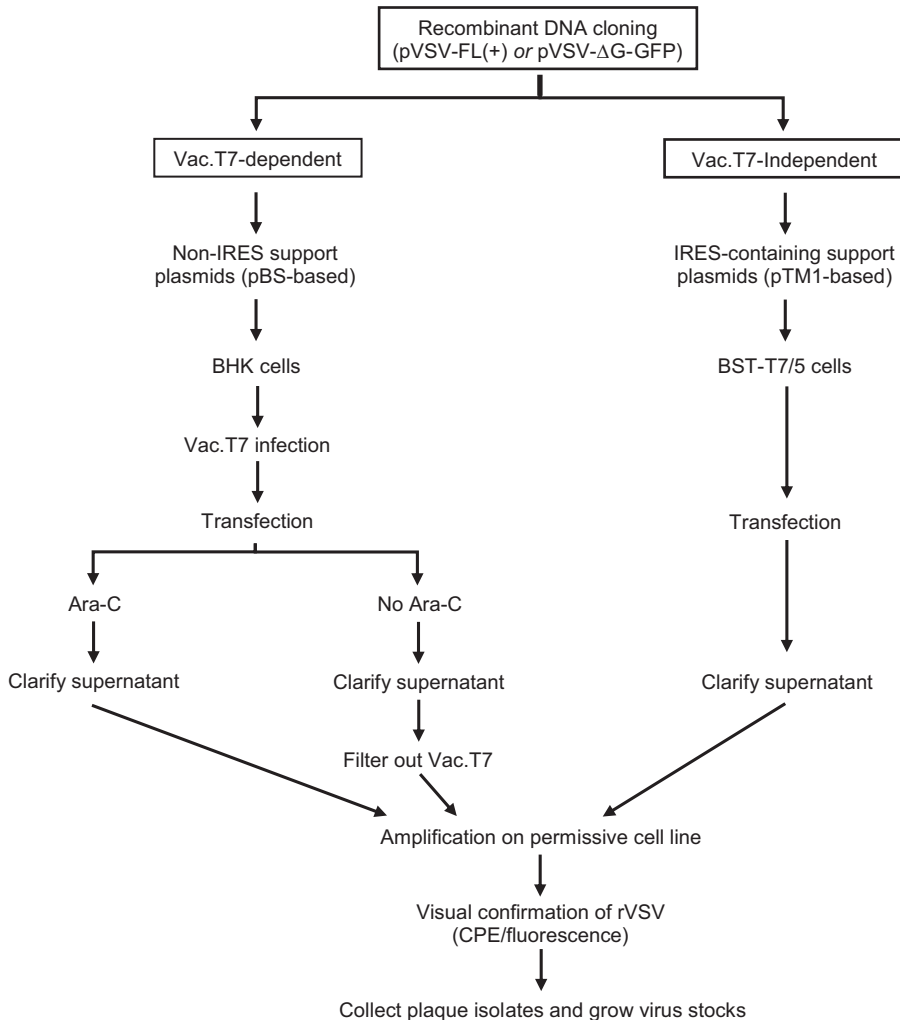 Recombinant DNA cloning
(pVSV-FL(+) or pVSV-ΔG-GFP)
Vac.T7-dependent
Vac.T7-Independent
Non-IRES support
plasmids (pBS-based)
IRES-containing support
plasmids (pTM1-based)
BHK cells
BST-T7/5 cells
Vac.T7 infection
Transfection
Transfection
Ara-C
No Ara-C
Clarify supernatant
Clarify supernatant
Clarify supernatant
Filter out Vac.T7
Amplification on permissive cell line
Visual confirmation of rVSV
(CPE/fluorescence)
Collect plaque isolates and grow virus stocks